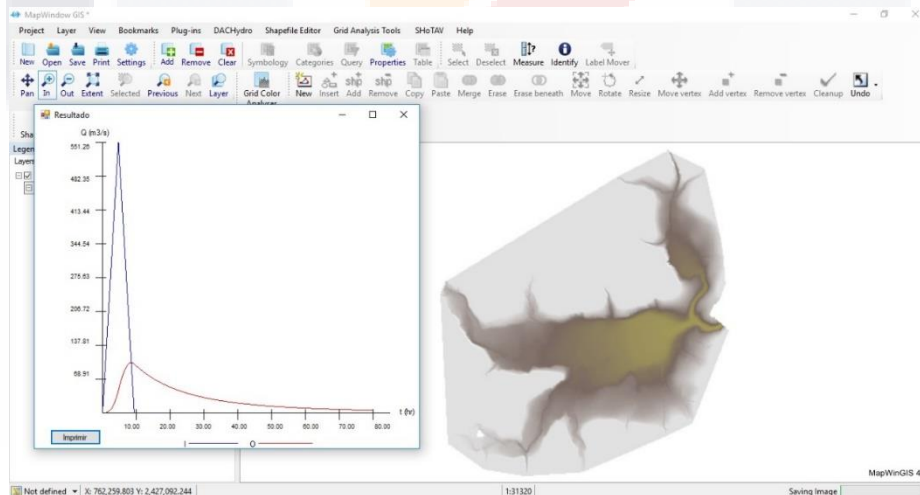 MapWindow GIS *
Project Layer View Bookmarks Plug-ins DACHydro Shapefile Editor Grid Analysis Tools SHoTAV Help
New Open Save Print Settings Add Remove Clear Symbology Categories Query Properties Table Select Deselect Measure Identify Label Mover
Pan In Out Extent Selected Previous Next Layer Grid Color New Insert Add Remove Copy Paste Merge Erase Erase beneath Move Rotate Resize Move vertex Add vertex Remove vertex Cleanup Undo
Resultado
Sha
Legen
Layer
Q (m3/s)
551.25
482.35
413.44
344.54
275.63
206.72
137.81
68.91
10.00 20.00 30.00 40.00 50.00 60.00 70.00 80.00 t (hr)
I O
Imprimir
MapWinGIS 4
Not defined X: 762,259.803 Y: 2,427,092.244 1:31320 Saving Image